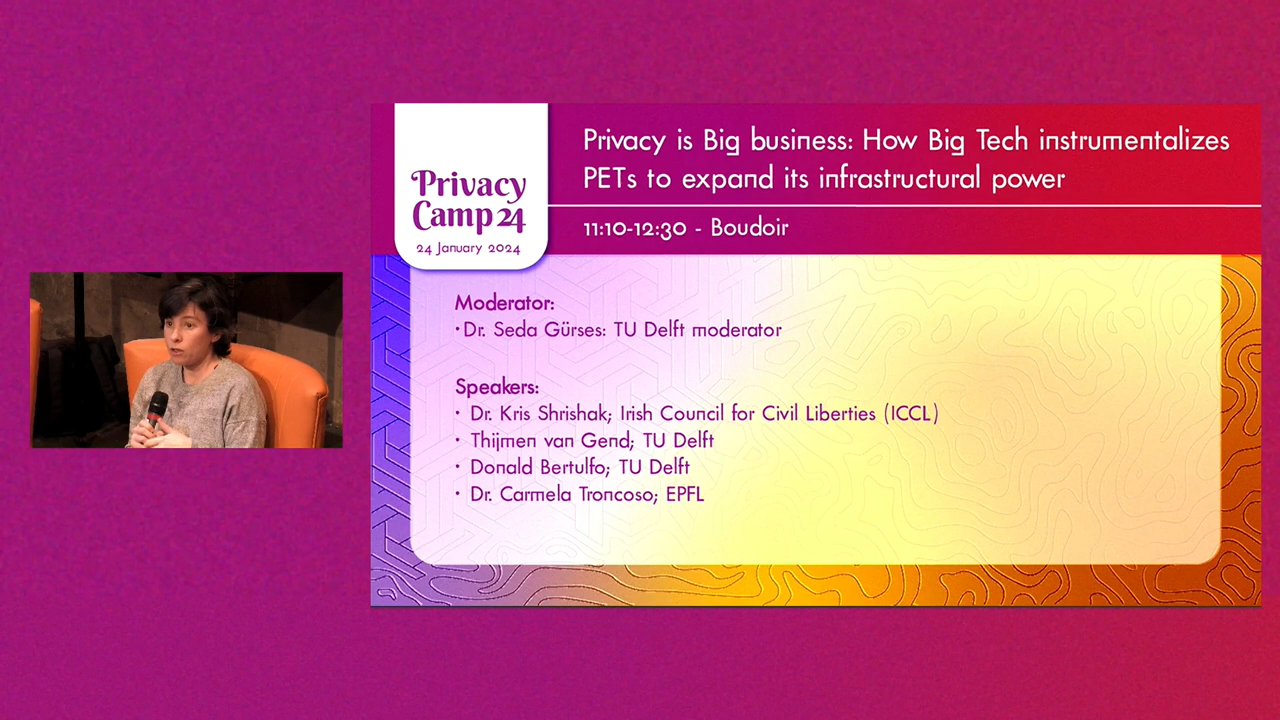 Privacy
Camp 24
24 January 2024
Privacy is Big business: How Big Tech instrumentalizes
PETs to expand its infrastructural power
11:10-12:30 - Boudoir
Moderator:
•Dr. Seda Gürses: TU Delft moderator
Speakers:
• Dr. Kris Shrishak; Irish Council for Civil Liberties (ICCL)
• Thijmen van Gend; TU Delft
• Donald Bertulfo; TU Delft
• Dr. Carmela Troncoso; EPFL